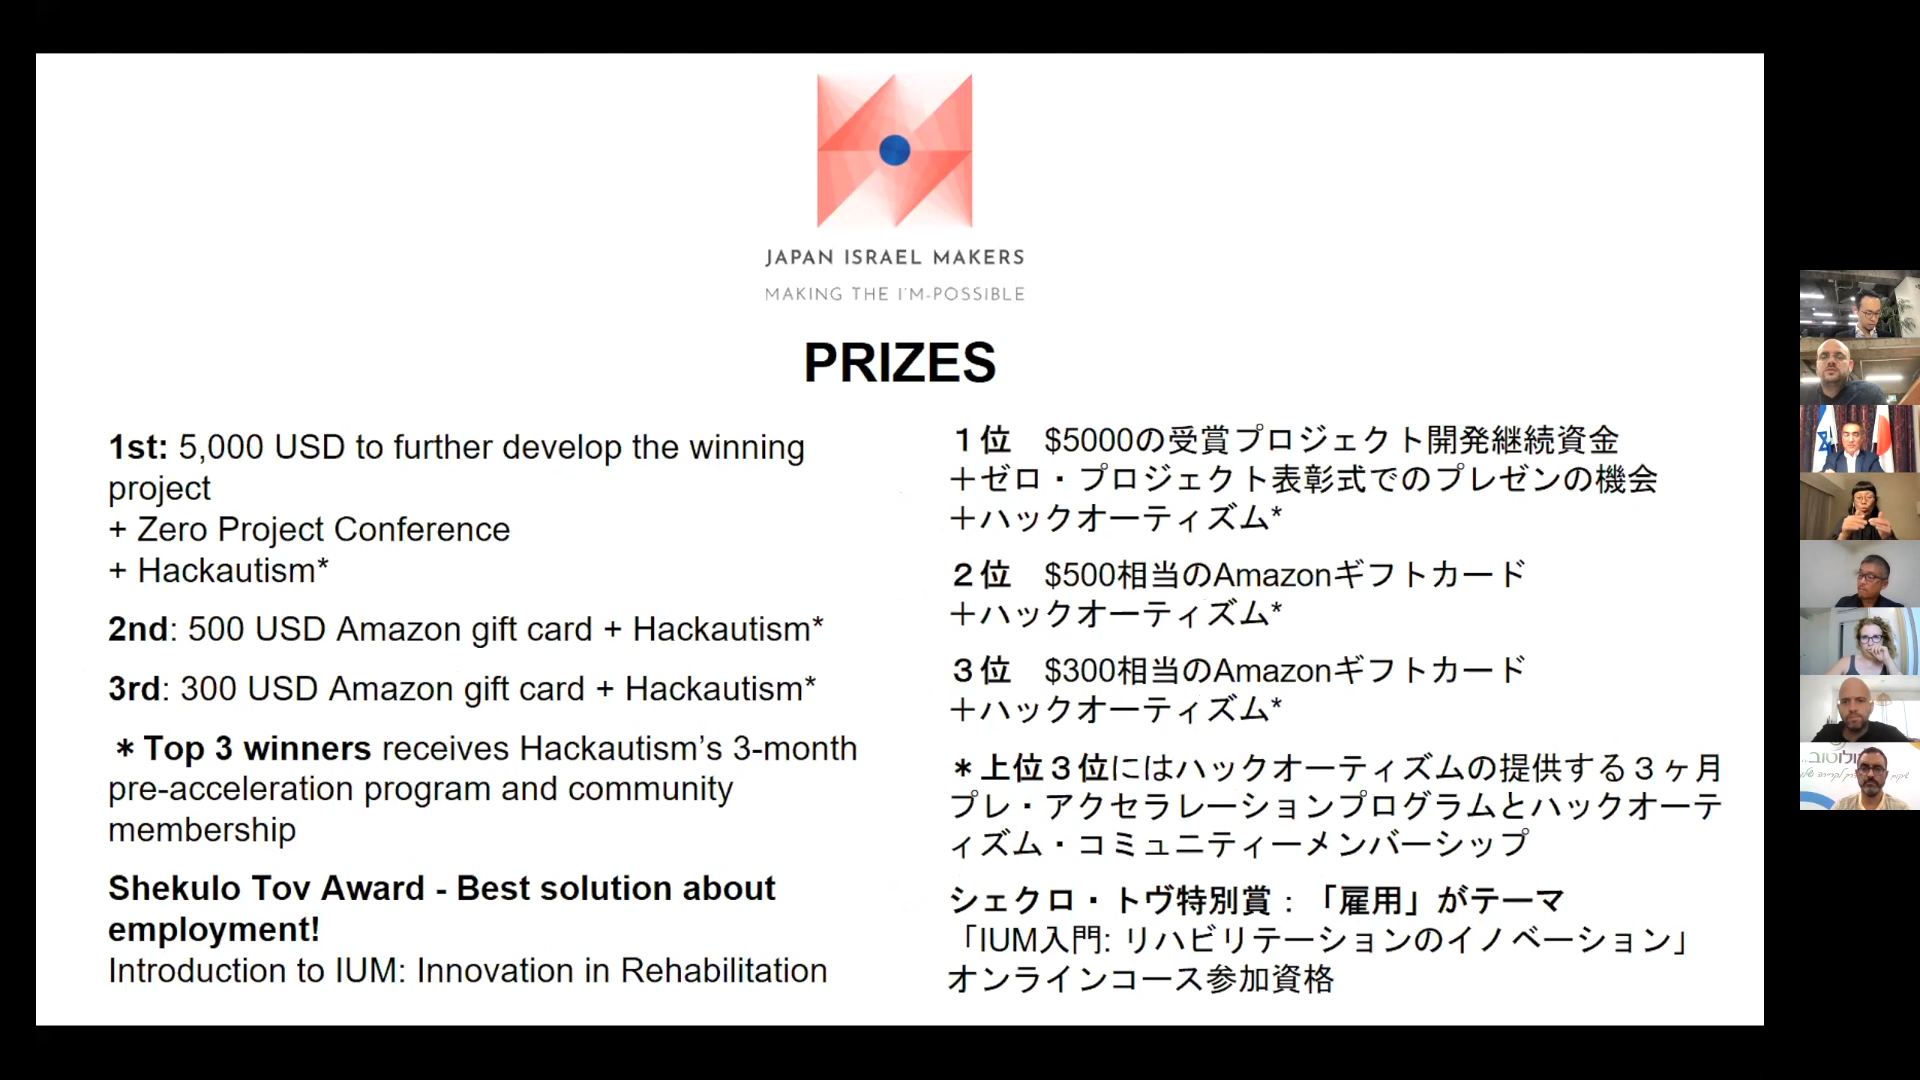 JAPAN ISRAEL MAKERS
MAKING THE I'M-POSSIBLE
PRIZES
1st: 5,000 USD to further develop the winning
project
+ Zero Project Conference
+ Hackautism*
2nd: 500 USD Amazon gift card + Hackautism*
3rd: 300 USD Amazon gift card + Hackautism*
＊Top 3 winners receives Hackautism’s 3-month
pre-acceleration program and community
membership
Shekulo Tov Award - Best solution about
employment!
Introduction to IUM: Innovation in Rehabilitation
１位　$5000の受賞プロジェクト開発継続資金
＋ゼロ・プロジェクト表彰式でのプレゼンの機会
＋ハックオーティズム*
２位　$500相当のAmazonギフトカード
＋ハックオーティズム*
３位　$300相当のAmazonギフトカード
＋ハックオーティズム*
＊上位３位にはハックオーティズムの提供する３ヶ月
プレ・アクセラレーションプログラムとハックオーテ
ィズム・コミュニティーメンバーシップ
シェクロ・トヴ特別賞：「雇用」がテーマ
「IUM入門: リハビリテーションのイノベーション」
オンラインコース参加資格